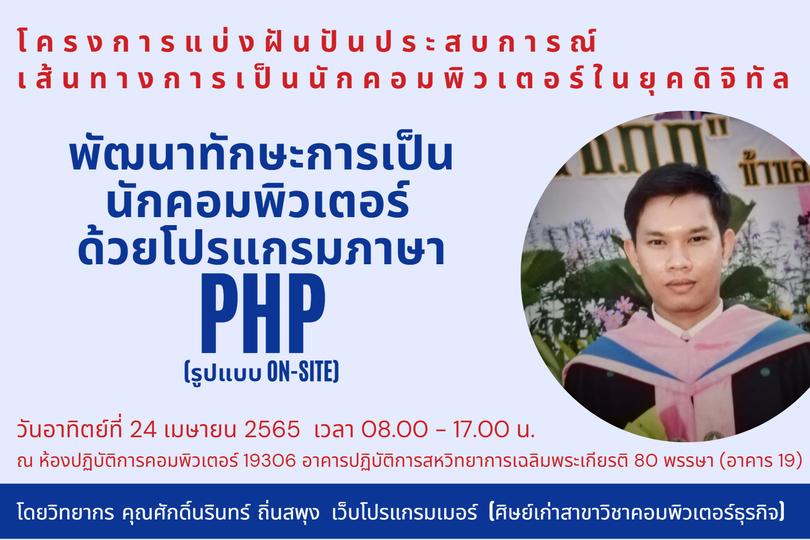 โครงการแบ่งฝันปันประสบการณ์
เส้นทางการเป็นนักคอมพิวเตอร์ในยุคดิจิทัล
พัฒนาทักษะการเป็น
นักคอมพิวเตอร์
ด้วยโปรแกรมภาษา
PHP
(รูปแบบ ON-SITE)
วันอาทิตย์ที่ 24 เมษายน 2565 เวลา 08.00 – 17.00 น.
ณ ห้องปฏิบัติการคอมพิวเตอร์ 19306 อาคารปฏิบัติการสหวิทยาการเฉลิมพระเกียรติ 80 พรรษา (อาคาร 19)
โดยวิทยากร คุณศักดิ์นรินทร์ ถิ่นสพุง เว็บโปรแกรมเมอร์ (ศิษย์เก่าสาขาวิชาคอมพิวเตอร์ธุรกิจ)